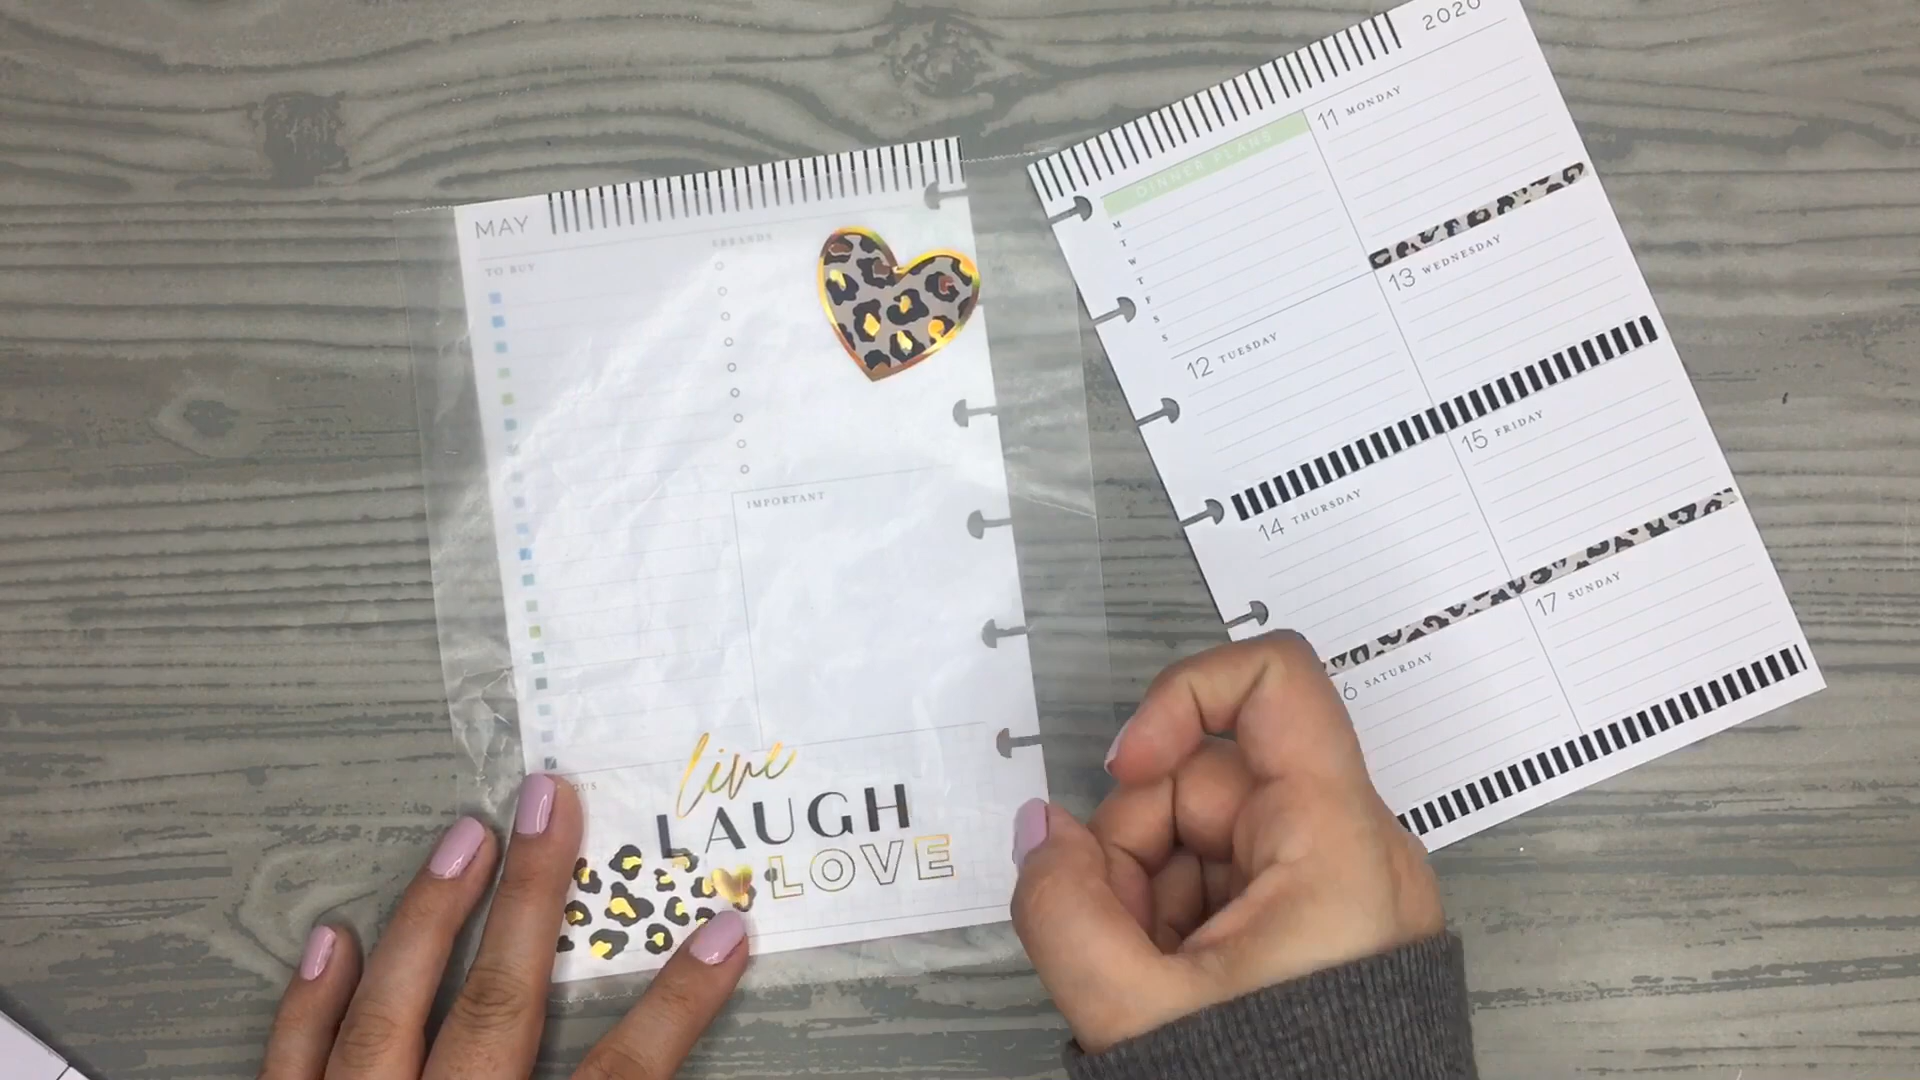 MAY
TO BUY
ERRANDS
IMPORTANT
live
LAUGH
LOVE
2020
DINNER PLANS
M
T
W
T
F
S
S
11 MONDAY
12 TUESDAY
13 WEDNESDAY
14 THURSDAY
15 FRIDAY
6 SATURDAY
17 SUNDAY